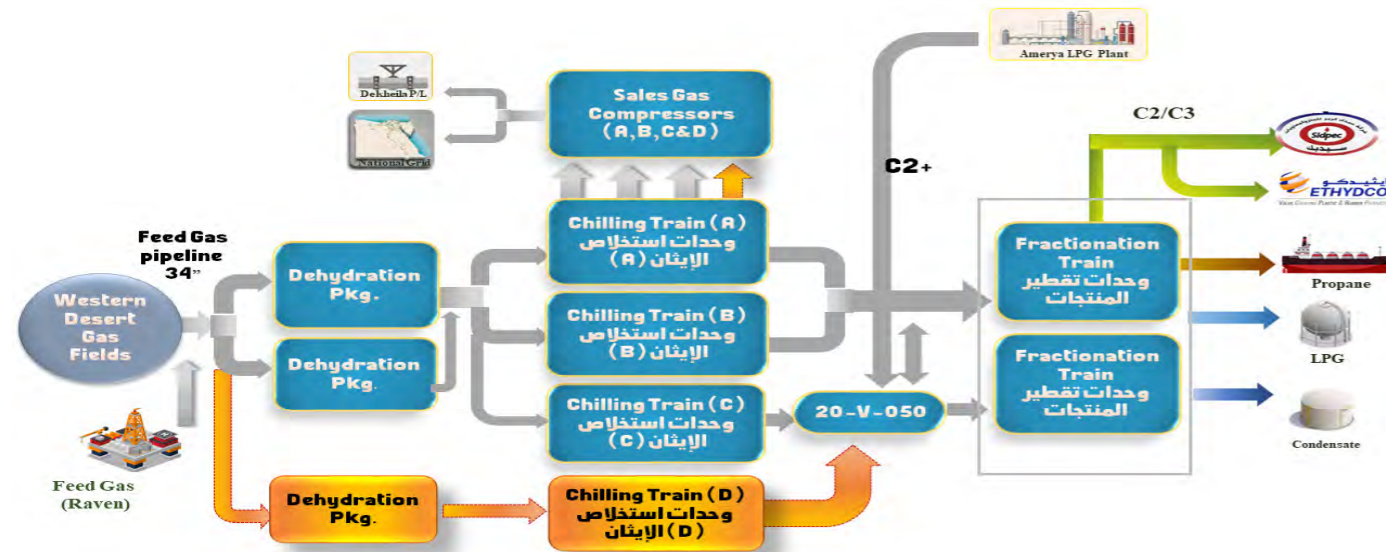 Amerya LPG Plant
Dekheila P/L
National Grid
Sales Gas
Compressors
(A,B,C&D)
C2/C3
Sidpec
سيدبك
إيثيدكو
ETHYDCO
C2+
Feed Gas
pipeline
34”
Western
Desert
Gas
Fields
Dehydration
Pkg.
Dehydration
Pkg.
Chilling Train (A)
وحدات استخلاص
الإيثان (A)
Chilling Train (B)
وحدات استخلاص
الإيثان (B)
Chilling Train (C)
وحدات استخلاص
الإيثان (C)
20-V-050
Fractionation
Train
وحدات تقطير
المنتجات
Fractionation
Train
وحدات تقطير
المنتجات
Propane
LPG
Condensate
Feed Gas
(Raven)
Dehydration
Pkg.
Chilling Train (D)
وحدات استخلاص
الإيثان (D)